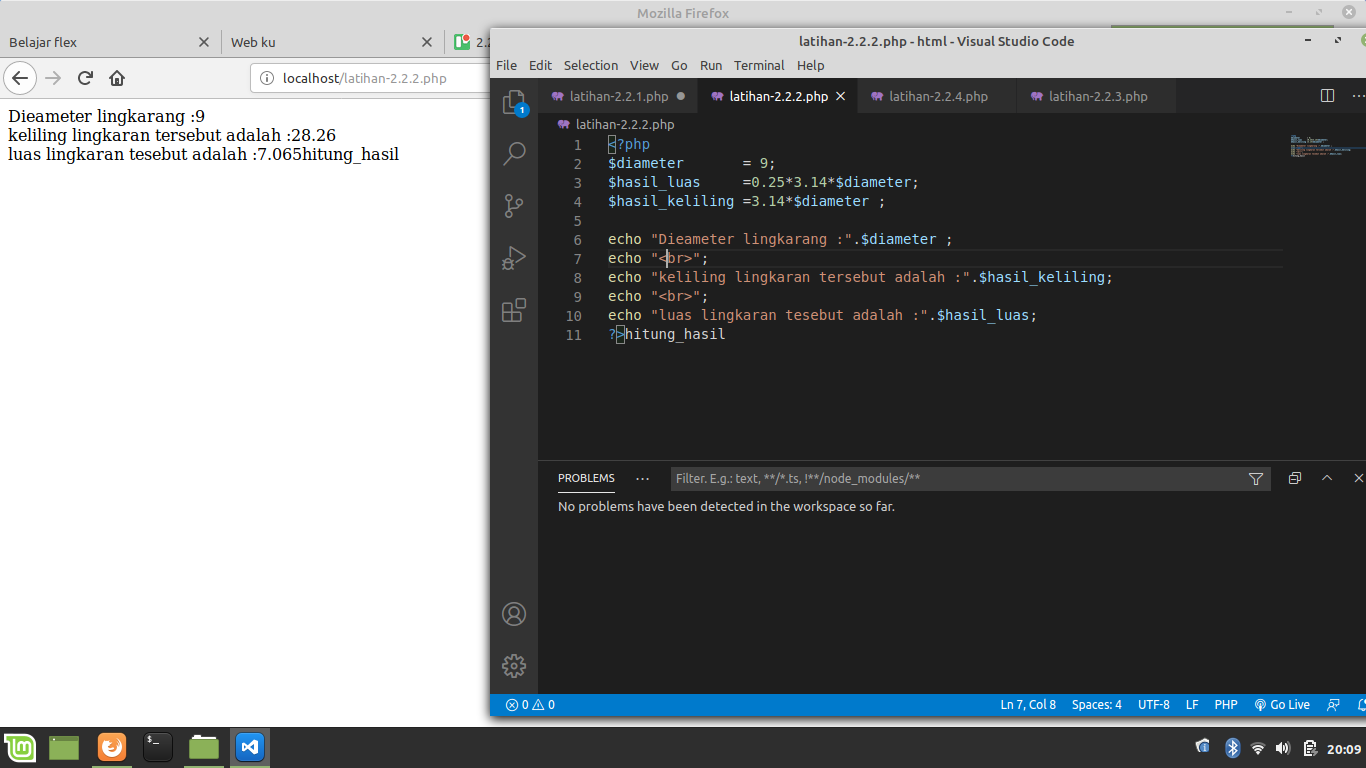 Mozilla Firefox
Belajar flex
Web ku
2.2
localhost/latihan-2.2.2.php
Dieameter lingkarang :9
keliling lingkaran tersebut adalah :28.26
luas lingkaran tesebut adalah :7.065hitung_hasil
latihan-2.2.2.php - html - Visual Studio Code
File Edit Selection View Go Run Terminal Help
1
latihan-2.2.1.php
latihan-2.2.2.php
latihan-2.2.4.php
latihan-2.2.3.php
latihan-2.2.2.php
1 <?php
2 $diameter       = 9;
3 $hasil_luas     =0.25*3.14*$diameter;
4 $hasil_keliling =3.14*$diameter ;
5
6 echo "Dieameter lingkarang :".$diameter ;
7 echo "<br>";
8 echo "keliling lingkaran tersebut adalah :".$hasil_keliling;
9 echo "<br>";
10 echo "luas lingkaran tesebut adalah :".$hasil_luas;
11 ?>hitung_hasil
PROBLEMS
Filter. E.g.: text, **/*.ts, !**/node_modules/**
No problems have been detected in the workspace so far.
0 0
Ln 7, Col 8
Spaces: 4
UTF-8
LF
PHP
Go Live
20:09